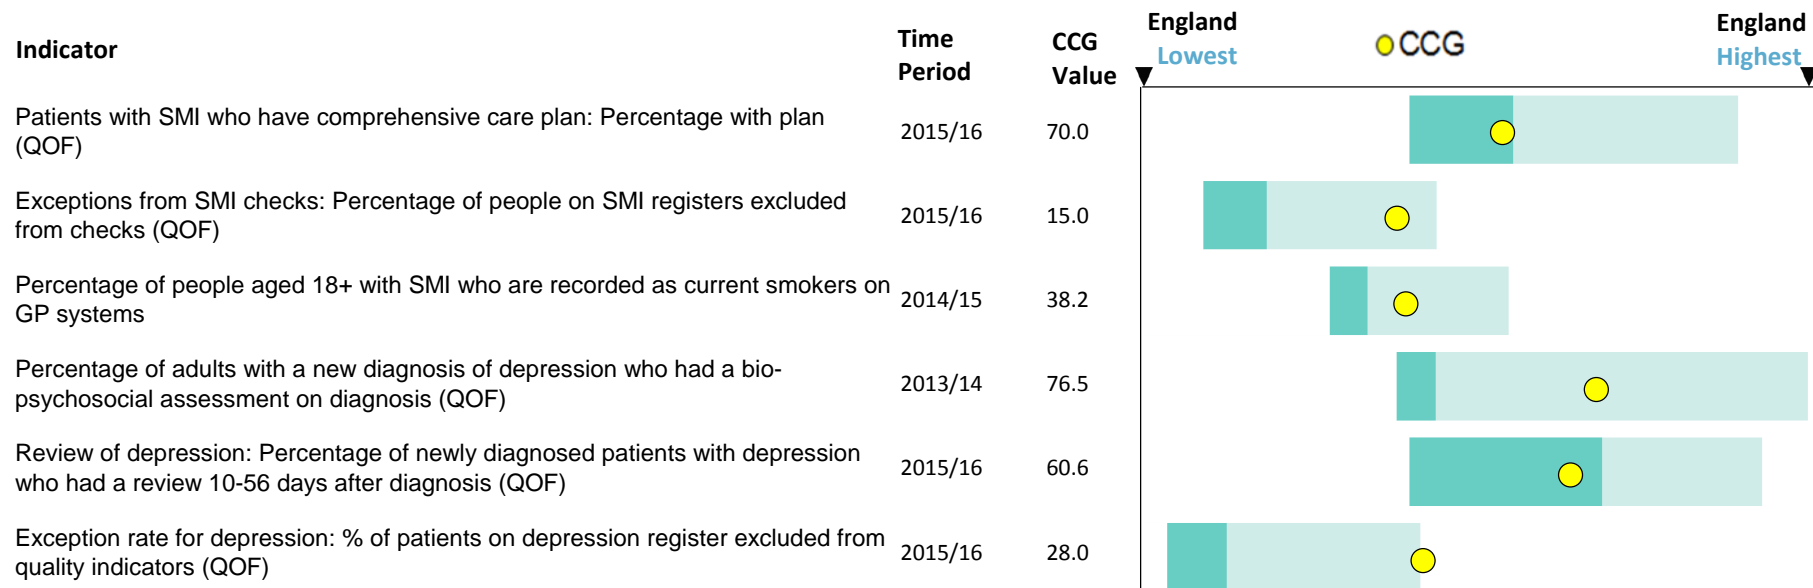 Indicator
Time Period
CCG Value
England Lowest
CCG
England Highest
Patients with SMI who have comprehensive care plan: Percentage with plan
(QOF)
2015/16
70.0
Exceptions from SMI checks: Percentage of people on SMI registers excluded
from checks (QOF)
2015/16
15.0
Percentage of people aged 18+ with SMI who are recorded as current smokers on
GP systems
2014/15
38.2
Percentage of adults with a new diagnosis of depression who had a bio-
psychosocial assessment on diagnosis (QOF)
2013/14
76.5
Review of depression: Percentage of newly diagnosed patients with depression
who had a review 10-56 days after diagnosis (QOF)
2015/16
60.6
Exception rate for depression: % of patients on depression register excluded from
quality indicators (QOF)
2015/16
28.0